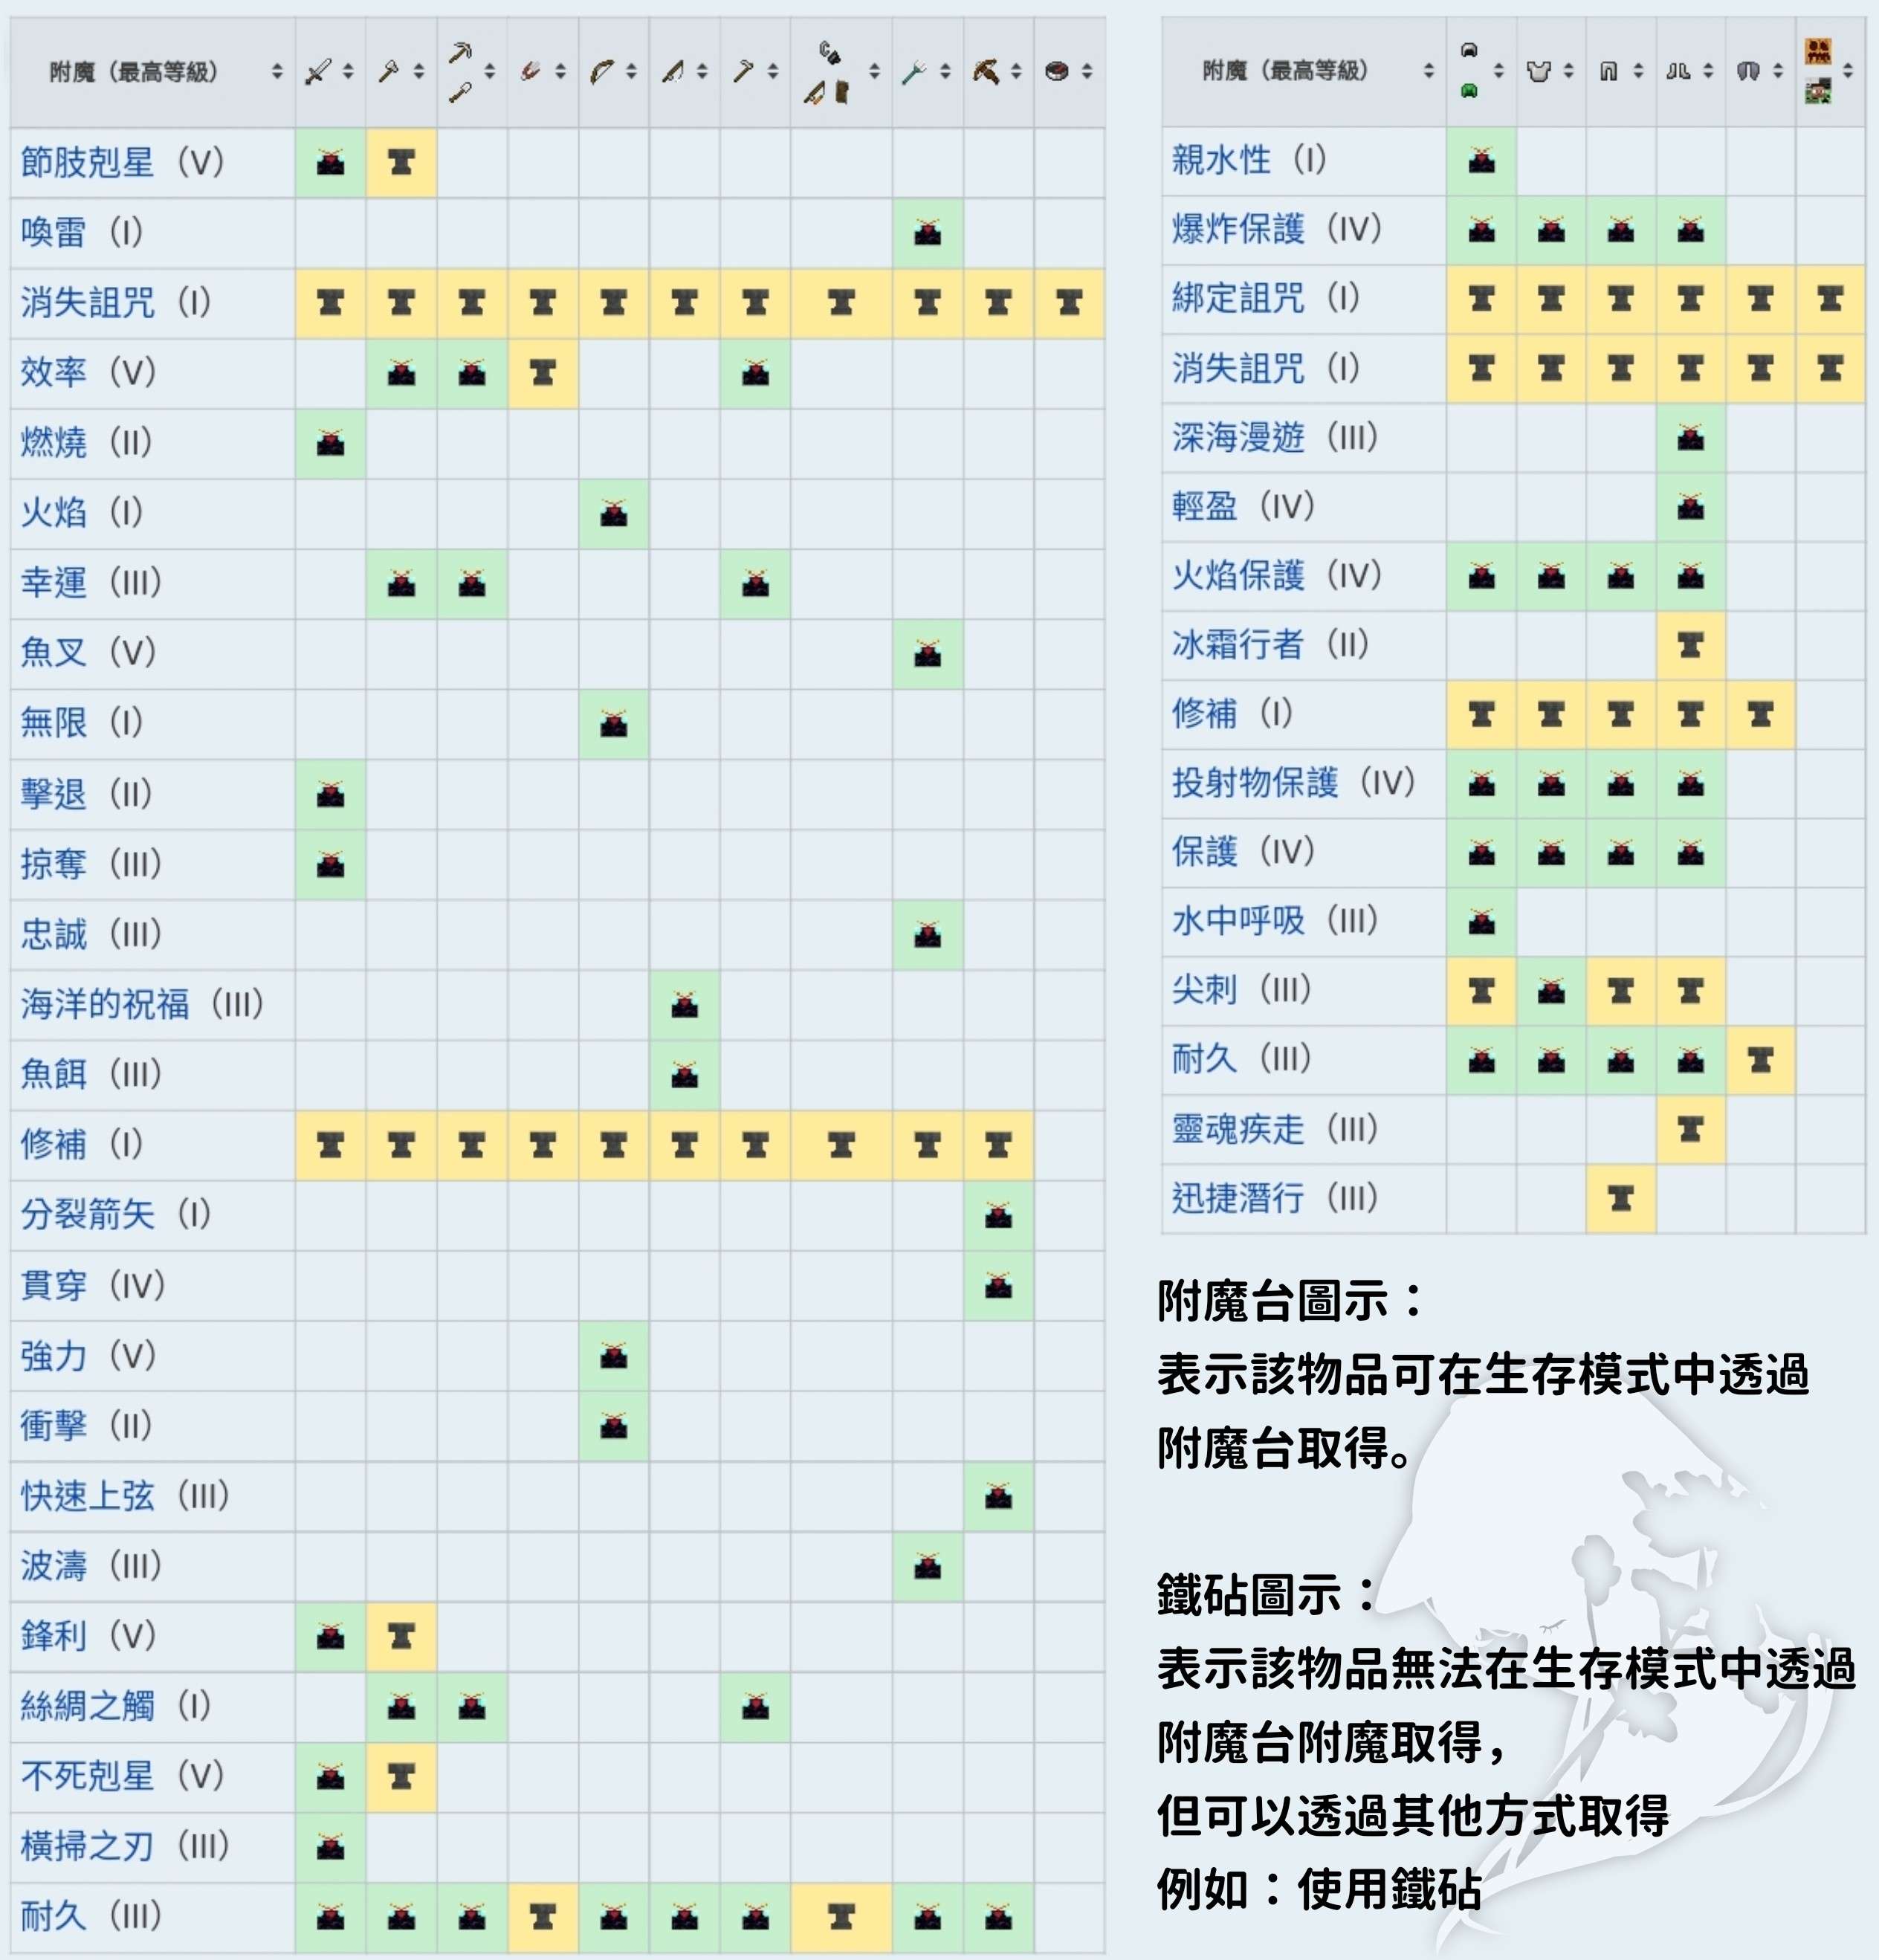 附魔（最高等級）
節肢剋星（V）
喚雷（I）
消失詛咒（I）
效率（V）
燃燒（II）
火焰（I）
幸運（III）
魚叉（V）
無限（I）
擊退（II）
掠奪（III）
忠誠（III）
海洋的祝福（III）
魚餌（III）
修補（I）
分裂箭矢（I）
貫穿（IV）
強力（V）
衝擊（II）
快速上弦（III）
波濤（III）
鋒利（V）
絲綢之觸（I）
不死剋星（V）
橫掃之刃（III）
耐久（III）
附魔（最高等級）
親水性（I）
爆炸保護（IV）
綁定詛咒（I）
消失詛咒（I）
深海漫遊（III）
輕盈（IV）
火焰保護（IV）
冰霜行者（II）
修補（I）
投射物保護（IV）
保護（IV）
水中呼吸（III）
尖刺（III）
耐久（III）
靈魂疾走（III）
迅捷潛行（III）
附魔台圖示：
表示該物品可在生存模式中透過
附魔台取得。
鐵砧圖示：
表示該物品無法在生存模式中透過
附魔台附魔取得，
但可以透過其他方式取得
例如：使用鐵砧